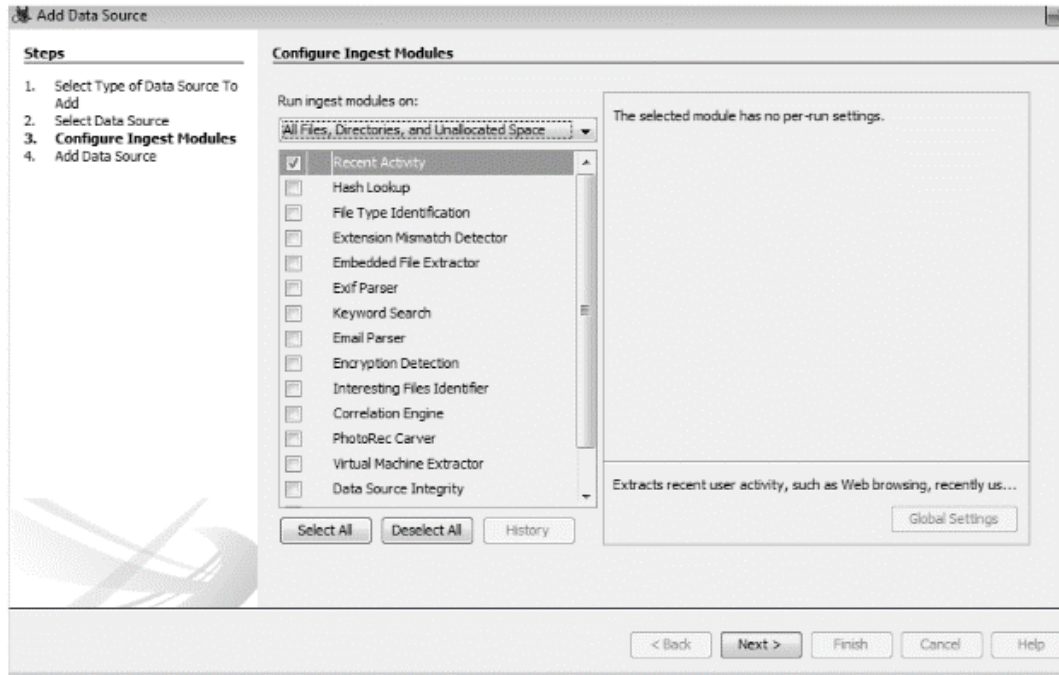 Add Data Source
Steps
1. Select Type of Data Source To
Add
2. Select Data Source
3. Configure Ingest Modules
4. Add Data Source
Configure Ingest Modules
Run ingest modules on:
All Files, Directories, and Unallocated Space
Recent Activity
Hash Lookup
File Type Identification
Extension Mismatch Detector
Embedded File Extractor
Exif Parser
Keyword Search
Email Parser
Encryption Detection
Interesting Files Identifier
Correlation Engine
PhotoRec Carver
Virtual Machine Extractor
Data Source Integrity
Select All
Deselect All
History
The selected module has no per-run settings.
Extracts recent user activity, such as Web browsing, recently us...
Global Settings
< Back
Next >
Finish
Cancel
Help